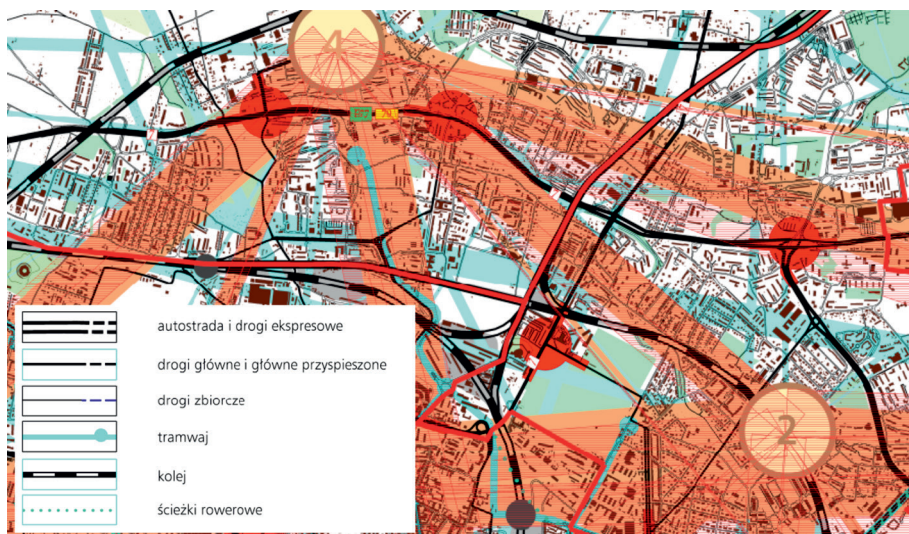 4
2
autostrada i drogi ekspresowe
drogi główne i główne przyspieszone
drogi zbiorcze
tramwaj
kolej
ścieżki rowerowe